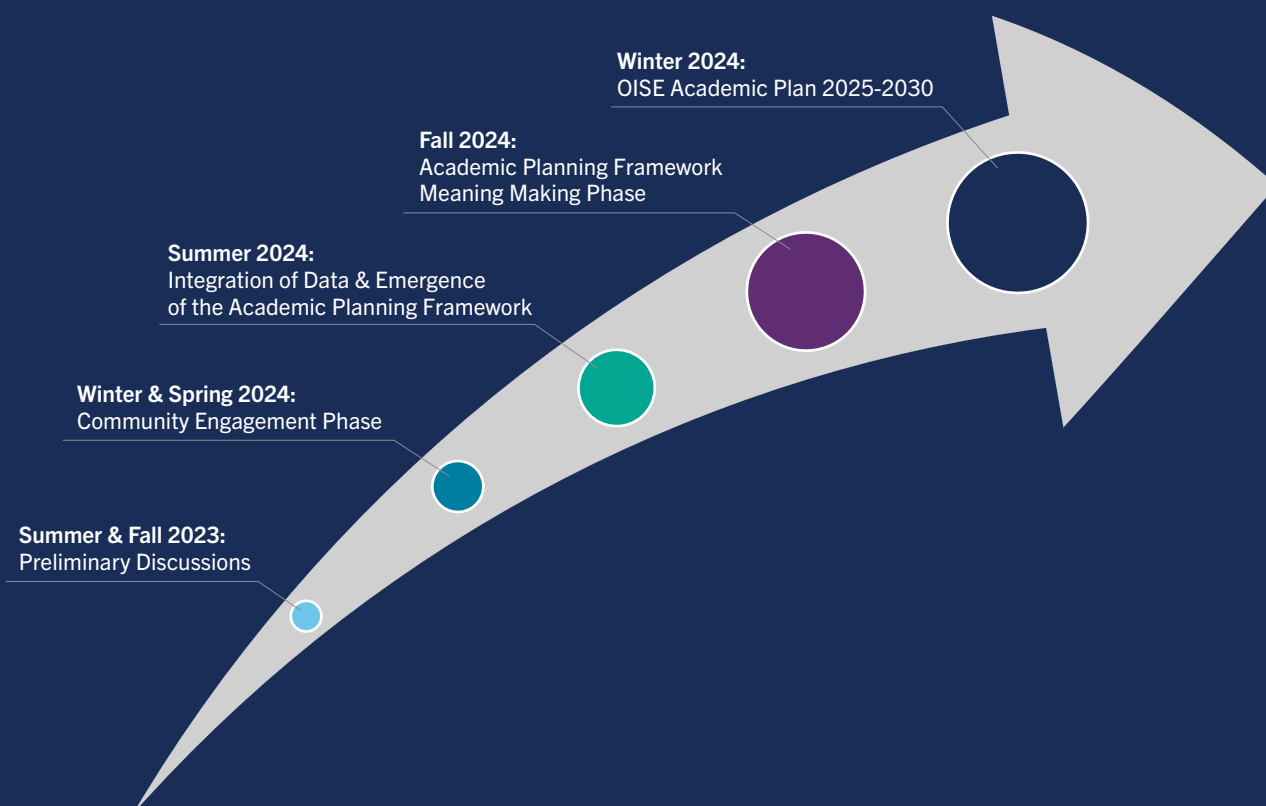 Winter 2024:
OISE Academic Plan 2025-2030
Fall 2024:
Academic Planning Framework
Meaning Making Phase
Summer 2024:
Integration of Data & Emergence
of the Academic Planning Framework
Winter & Spring 2024:
Community Engagement Phase
Summer & Fall 2023:
Preliminary Discussions